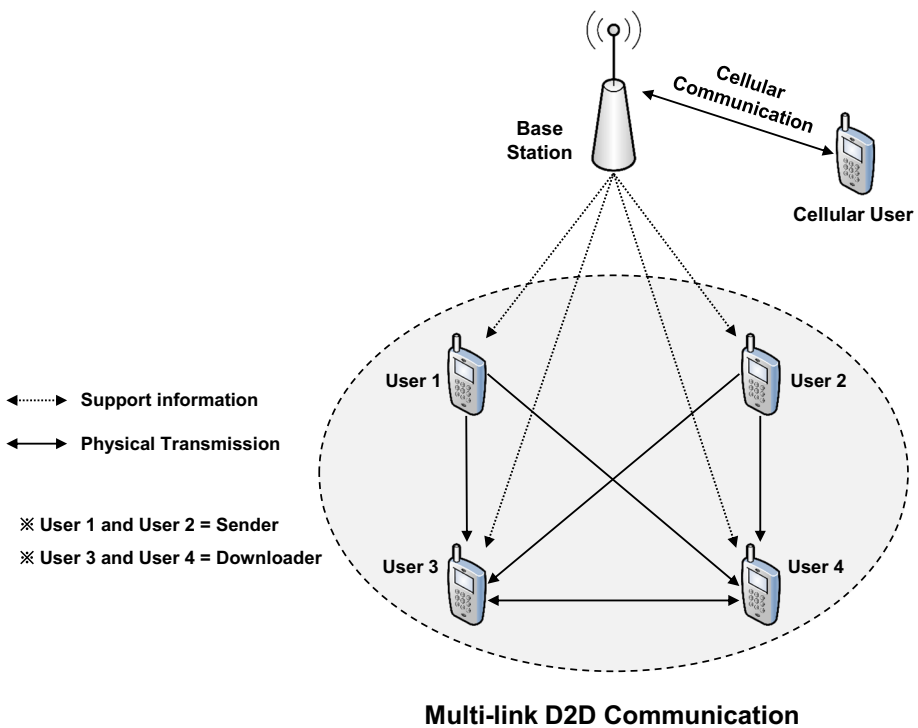 Cellular
Communication
Base
Station
Cellular User
User 1
User 2
Support information
Physical Transmission
※ User 1 and User 2 = Sender
※ User 3 and User 4 = Downloader
User 3
User 4
Multi-link D2D Communication